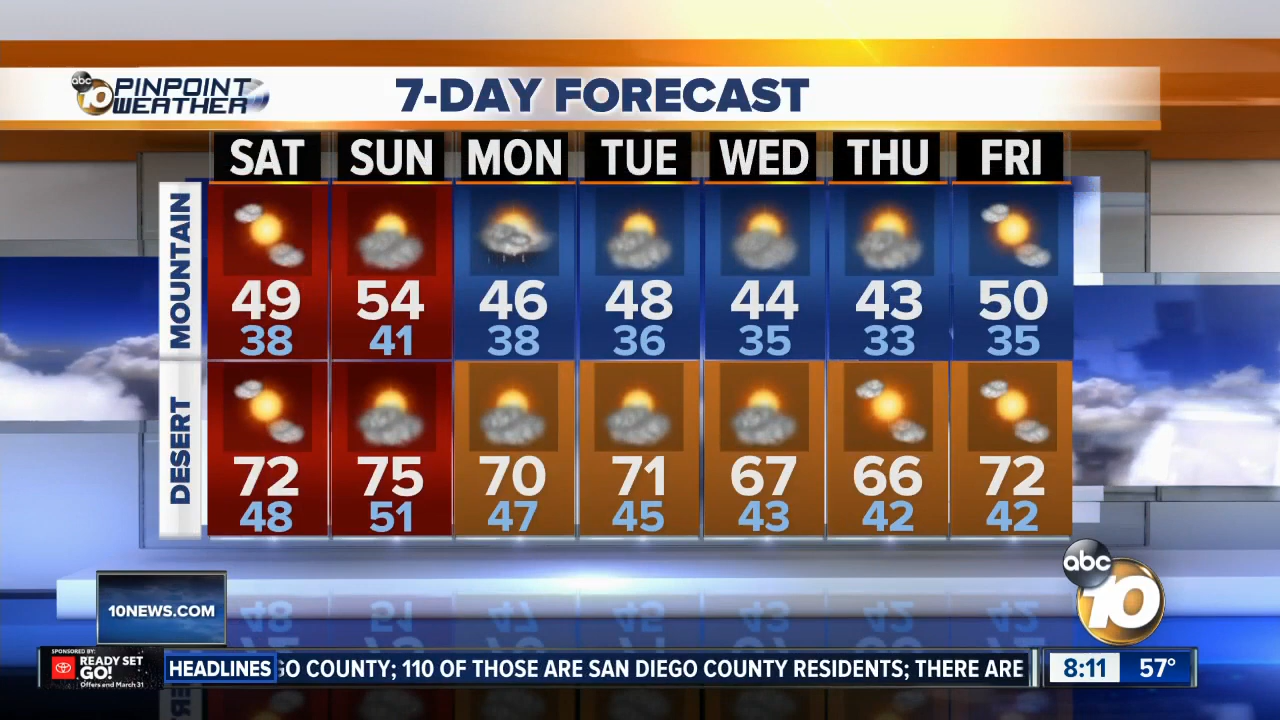 abc 10 PINPOINT WEATHER
7-DAY FORECAST
SAT SUN MON TUE WED THU FRI
MOUNTAIN
49 54 46 48 44 43 50
38 41 38 36 35 33 35
DESERT
72 75 70 71 67 66 72
48 51 47 45 43 42 42
abc 10
10NEWS.COM
SPONSORED BY:
READY SET GO!
Offers end March 31
HEADLINES GO COUNTY; 110 OF THOSE ARE SAN DIEGO COUNTY RESIDENTS; THERE ARE
8:11 57°